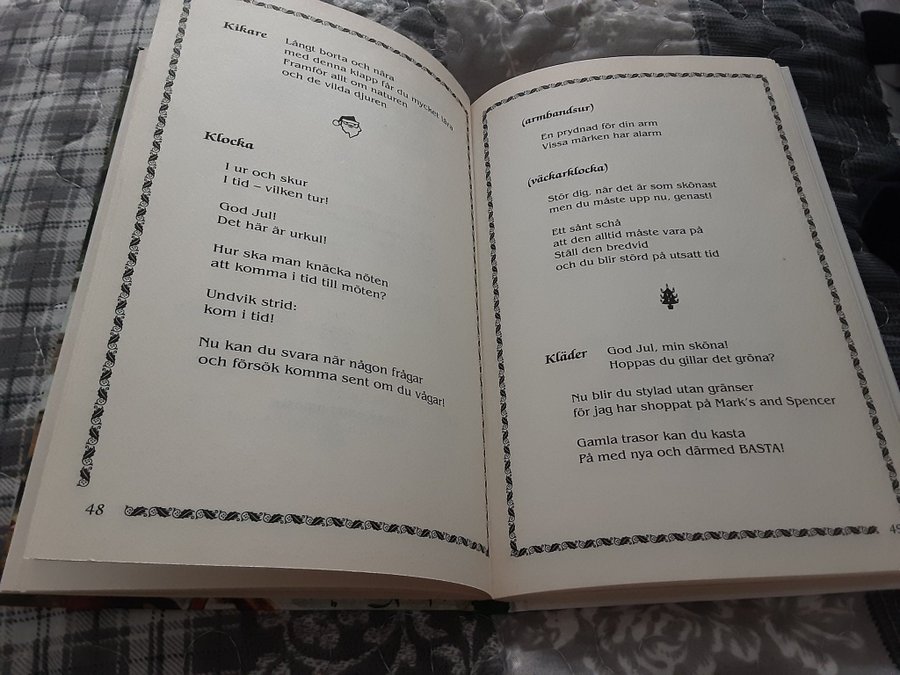 Kikare
Långt borta och nära
med denna klapp får du mycket lära
Framför allt om naturen
och de vilda djuren
Klocka
I ur och skur
I tid – vilken tur!
God Jul!
Det här är urkul!
Hur ska man knäcka nöten
att komma i tid till möten?
Undvik strid:
kom i tid!
Nu kan du svara när någon frågar
och försök komma sent om du vågar!
48
(armbandsur)
En prydnad för din arm
Vissa märken har alarm
(väckarklocka)
Stör dig, när det är som skönast
men du måste upp nu, genast!
Ett sånt schå
att den alltid måste vara på
Ställ den bredvid
och du blir störd på utsatt tid
Kläder
God Jul, min sköna!
Hoppas du gillar det gröna?
Nu blir du stylad utan gränser
för jag har shoppat på Mark's and Spencer
Gamla trasor kan du kasta
På med nya och därmed BASTA!